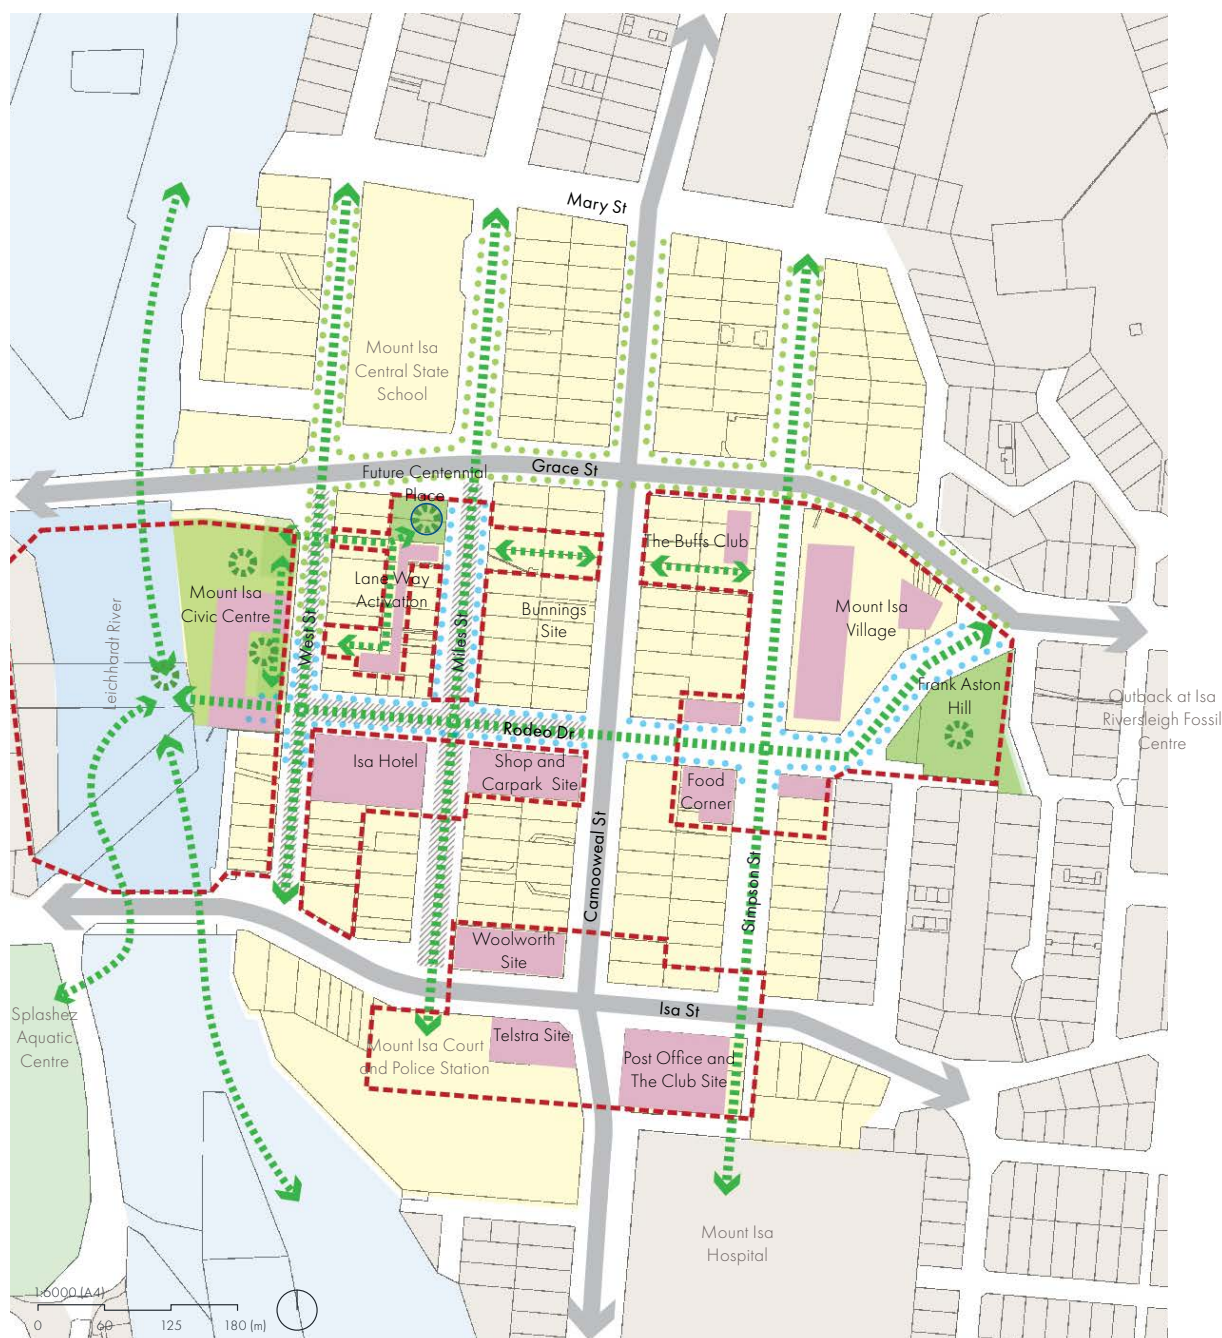 Mary St
Mount Isa
Central State
School
Grace St
Future Centennial
Place
The Buffs Club
Lane Way
Activation
Mount Isa
Civic Centre
Bunnings
Site
Mount Isa
Village
Leichhardt River
West St
Miles St
Frank Aston
Hill
Outback at Isa
Riversleigh Fossil
Centre
Rodeo Dr
Isa Hotel
Shop and
Carpark Site
Food
Corner
Camooweal St
Simpson St
Woolworth
Site
Isa St
Splashez
Aquatic
Centre
Telstra Site
Mount Isa Court
and Police Station
Post Office and
The Club Site
Mount Isa
Hospital
1:6000 (A4)
0 60 125 180 (m)